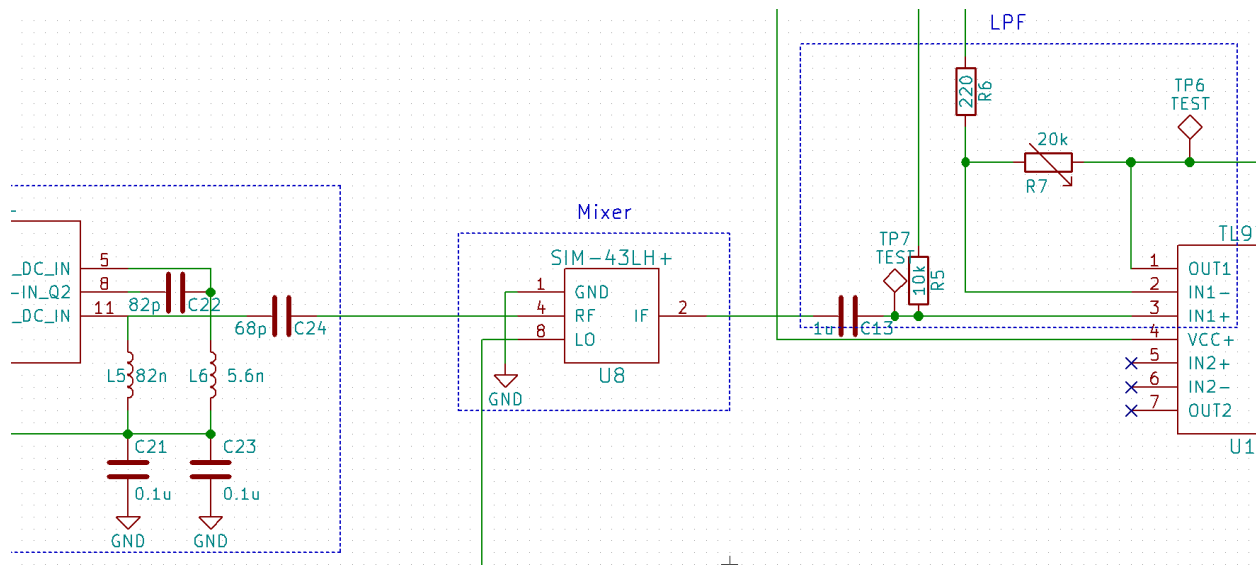 LPF
220
R6
TP6
TEST
20k
R7
Mixer
SIM-43LH+
1
GND
4
RF
8
LO
IF
2
U8
GND
TP7
TEST
10k
R5
1u
C13
TL9
1
OUT1
2
IN1-
3
IN1+
4
VCC+
5
IN2+
6
IN2-
7
OUT2
U1
_DC_IN
5
-IN_Q2
8
_DC_IN
11
82p
C22
68p
C24
L5
82n
L6
5.6n
C21
0.1u
GND
C23
0.1u
GND